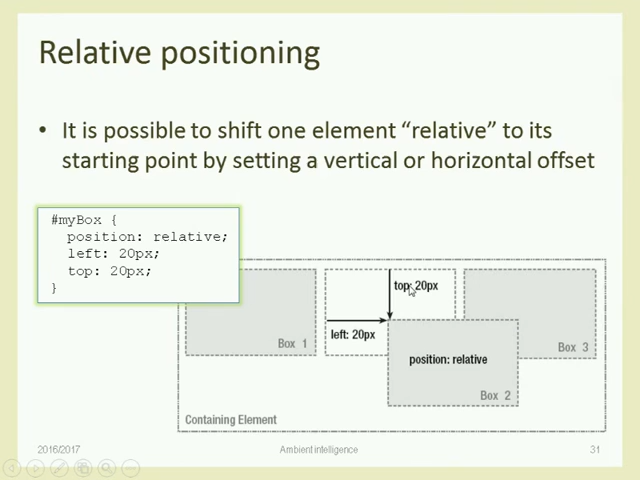 Relative positioning
• It is possible to shift one element “relative” to its
starting point by setting a vertical or horizontal offset
#myBox {
position: relative;
left: 20px;
top: 20px;
}
top: 20px
left: 20px
Box 1
position: relative
Box 2
Box 3
Containing Element
2016/2017
Ambient intelligence
31